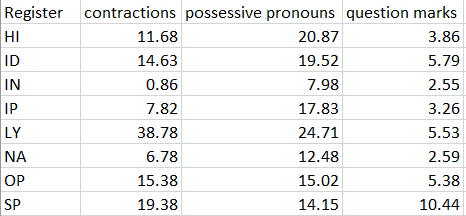 Register contractions possessive pronouns question marks
HI 11.68 20.87 3.86
ID 14.63 19.52 5.79
IN 0.86 7.98 2.55
IP 7.82 17.83 3.26
LY 38.78 24.71 5.53
NA 6.78 12.48 2.59
OP 15.38 15.02 5.38
SP 19.38 14.15 10.44